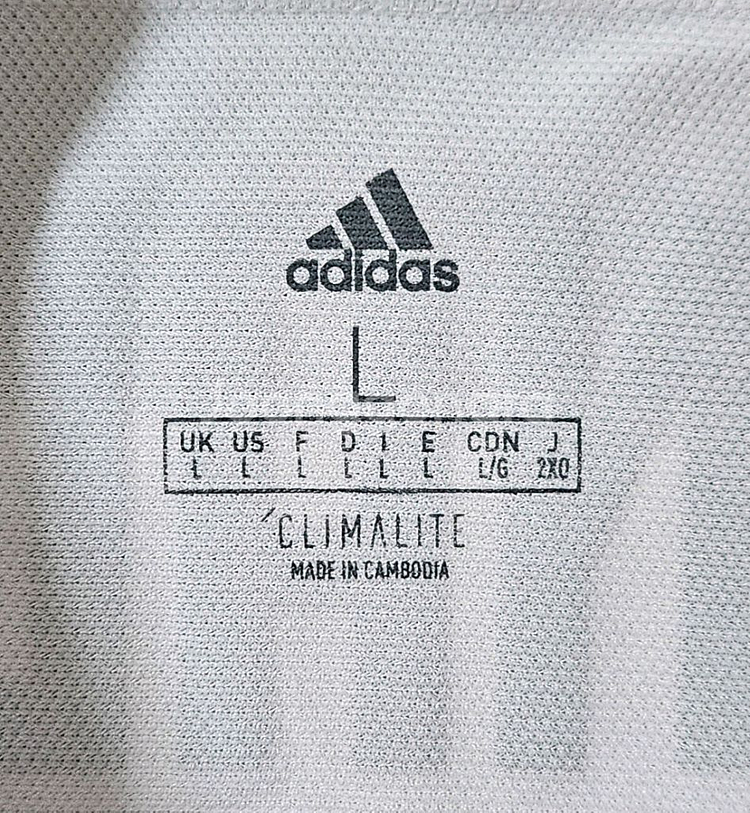 adidas
L
UK US F D I E CDN J
L L L L L L L/G 2XO
CLIMALITE
MADE IN CAMBODIA